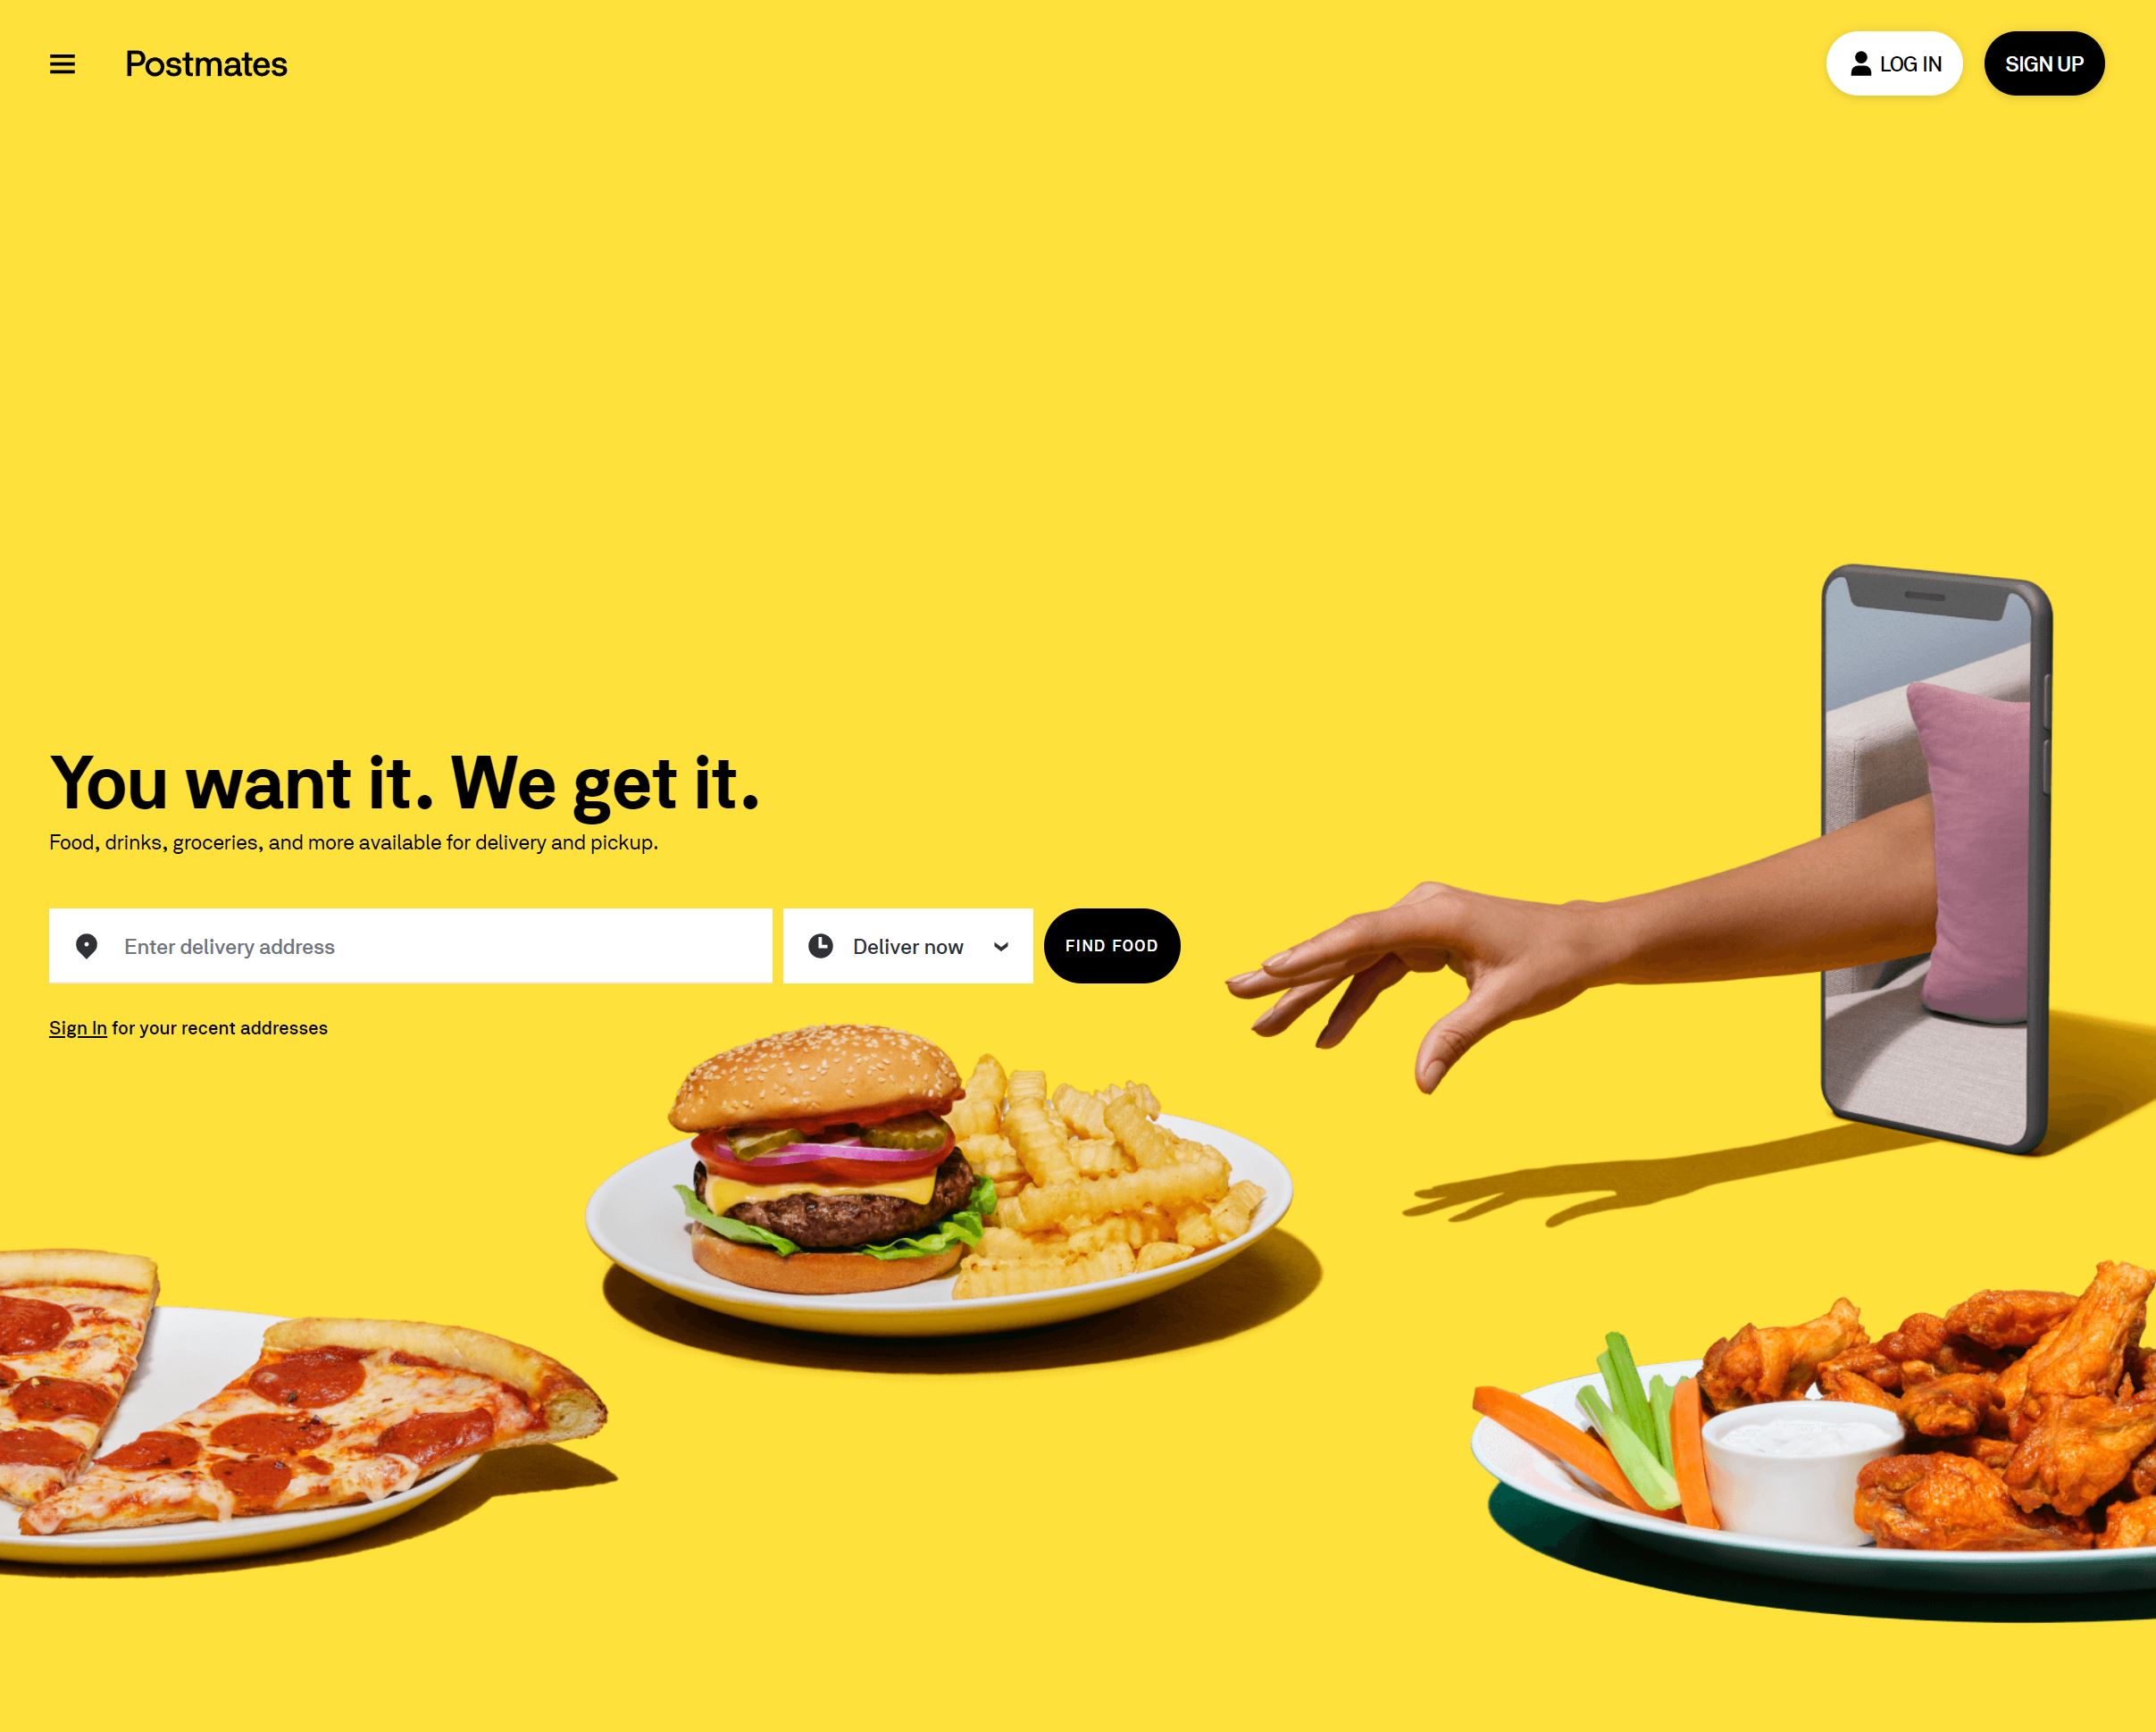 Postmates
LOG IN
SIGN UP
You want it. We get it.
Food, drinks, groceries, and more available for delivery and pickup.
Enter delivery address
Deliver now
FIND FOOD
Sign In for your recent addresses